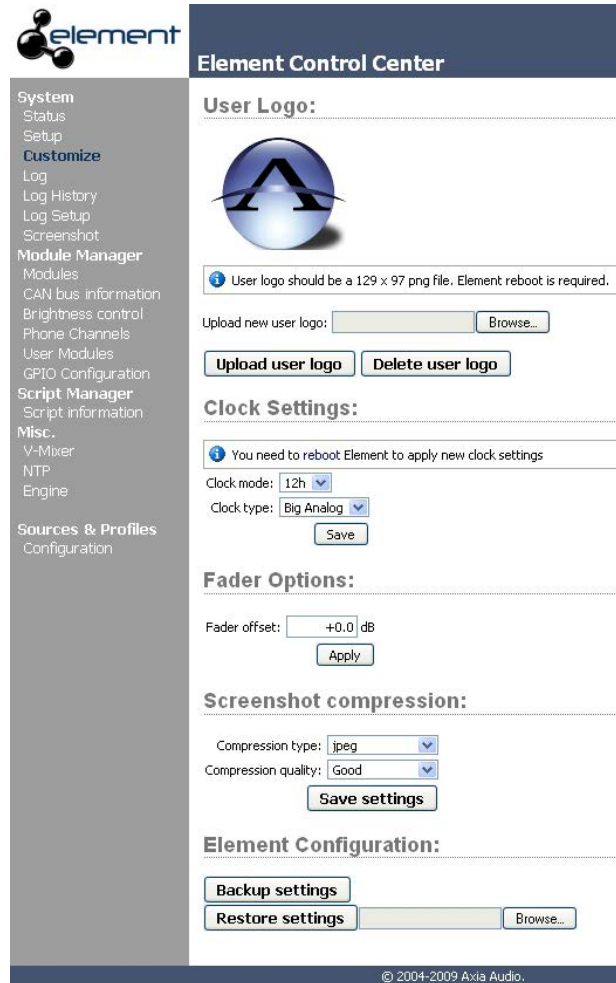 element
Element Control Center
System
Status
Setup
Customize
Log
Log History
Log Setup
Screenshot
Module Manager
Modules
CAN bus information
Brightness control
Phone Channels
User Modules
GPIO Configuration
Script Manager
Script information
Misc.
V-Mixer
NTP
Engine
Sources & Profiles
Configuration
User Logo:
User logo should be a 129 x 97 png file. Element reboot is required.
Upload new user logo: Browse...
Upload user logo Delete user logo
Clock Settings:
You need to reboot Element to apply new clock settings
Clock mode: 12h
Clock type: Big Analog
Save
Fader Options:
Fader offset: +0.0 dB
Apply
Screenshot compression:
Compression type: jpeg
Compression quality: Good
Save settings
Element Configuration:
Backup settings
Restore settings Browse...
© 2004-2009 Axia Audio.